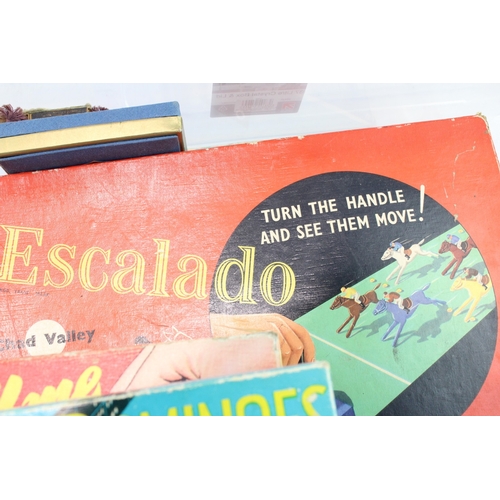 TURN THE HANDLE
AND SEE THEM MOVE!
Escalado
Chad Valley